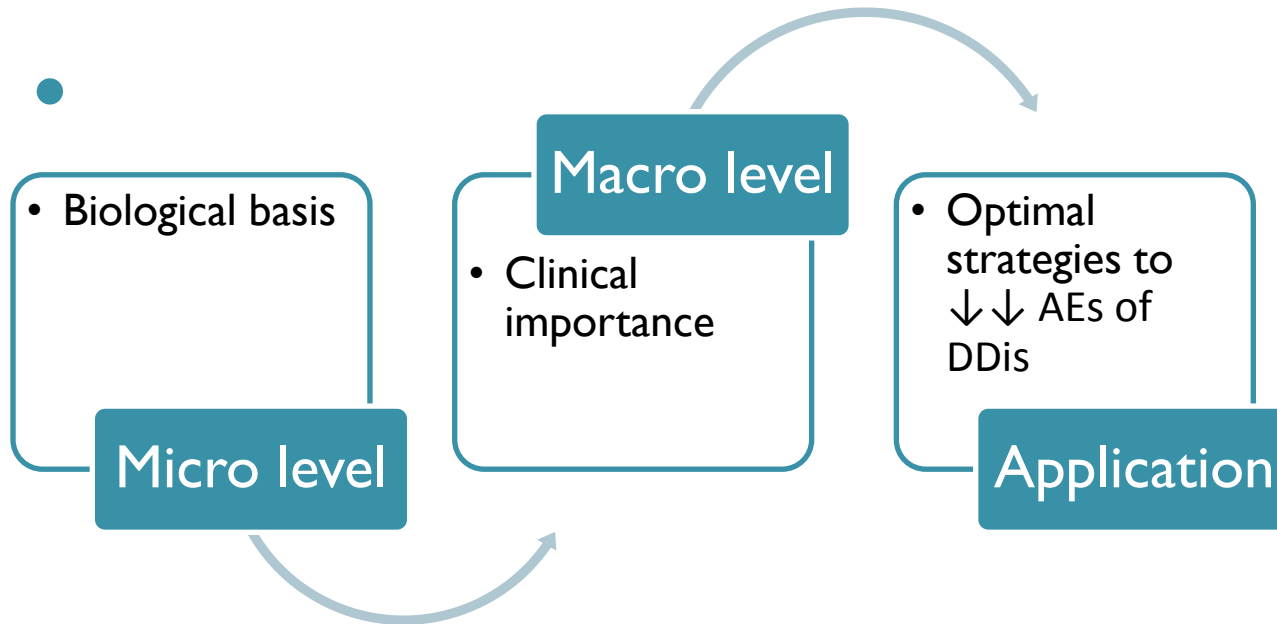 • Biological basis
Micro level
Macro level
• Clinical
importance
• Optimal
strategies to
↓↓ AEs of
DDis
Application